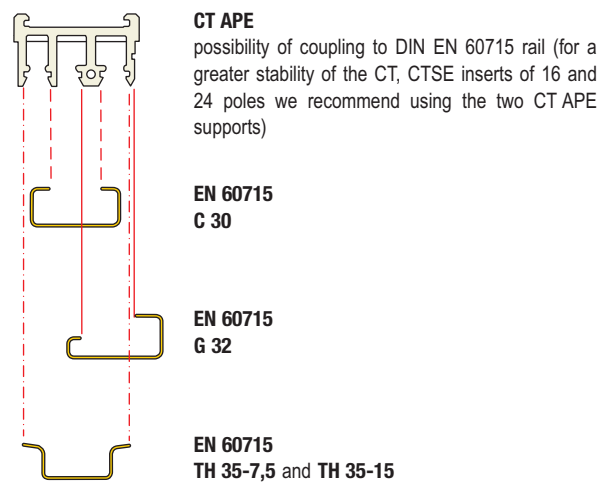 CT APE
possibility of coupling to DIN EN 60715 rail (for a
greater stability of the CT, CTSE inserts of 16 and
24 poles we recommend using the two CT APE
supports)
EN 60715
C 30
EN 60715
G 32
EN 60715
TH 35-7,5 and TH 35-15